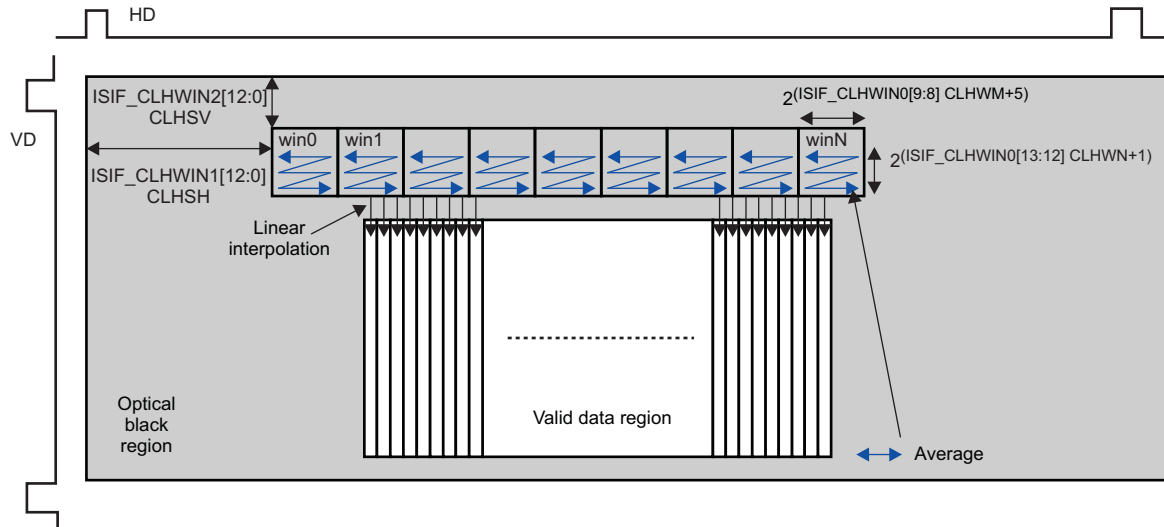 HD
VD
ISIF_CLHWIN2[12:0]
CLHSV
ISIF_CLHWIN1[12:0]
CLHSH
2(ISIF_CLHWIN0[9:8] CLHWM+5)
win0
win1
winN
2(ISIF_CLHWIN0[13:12] CLHWN+1)
Linear
interpolation
Valid data region
Optical
black
region
Average